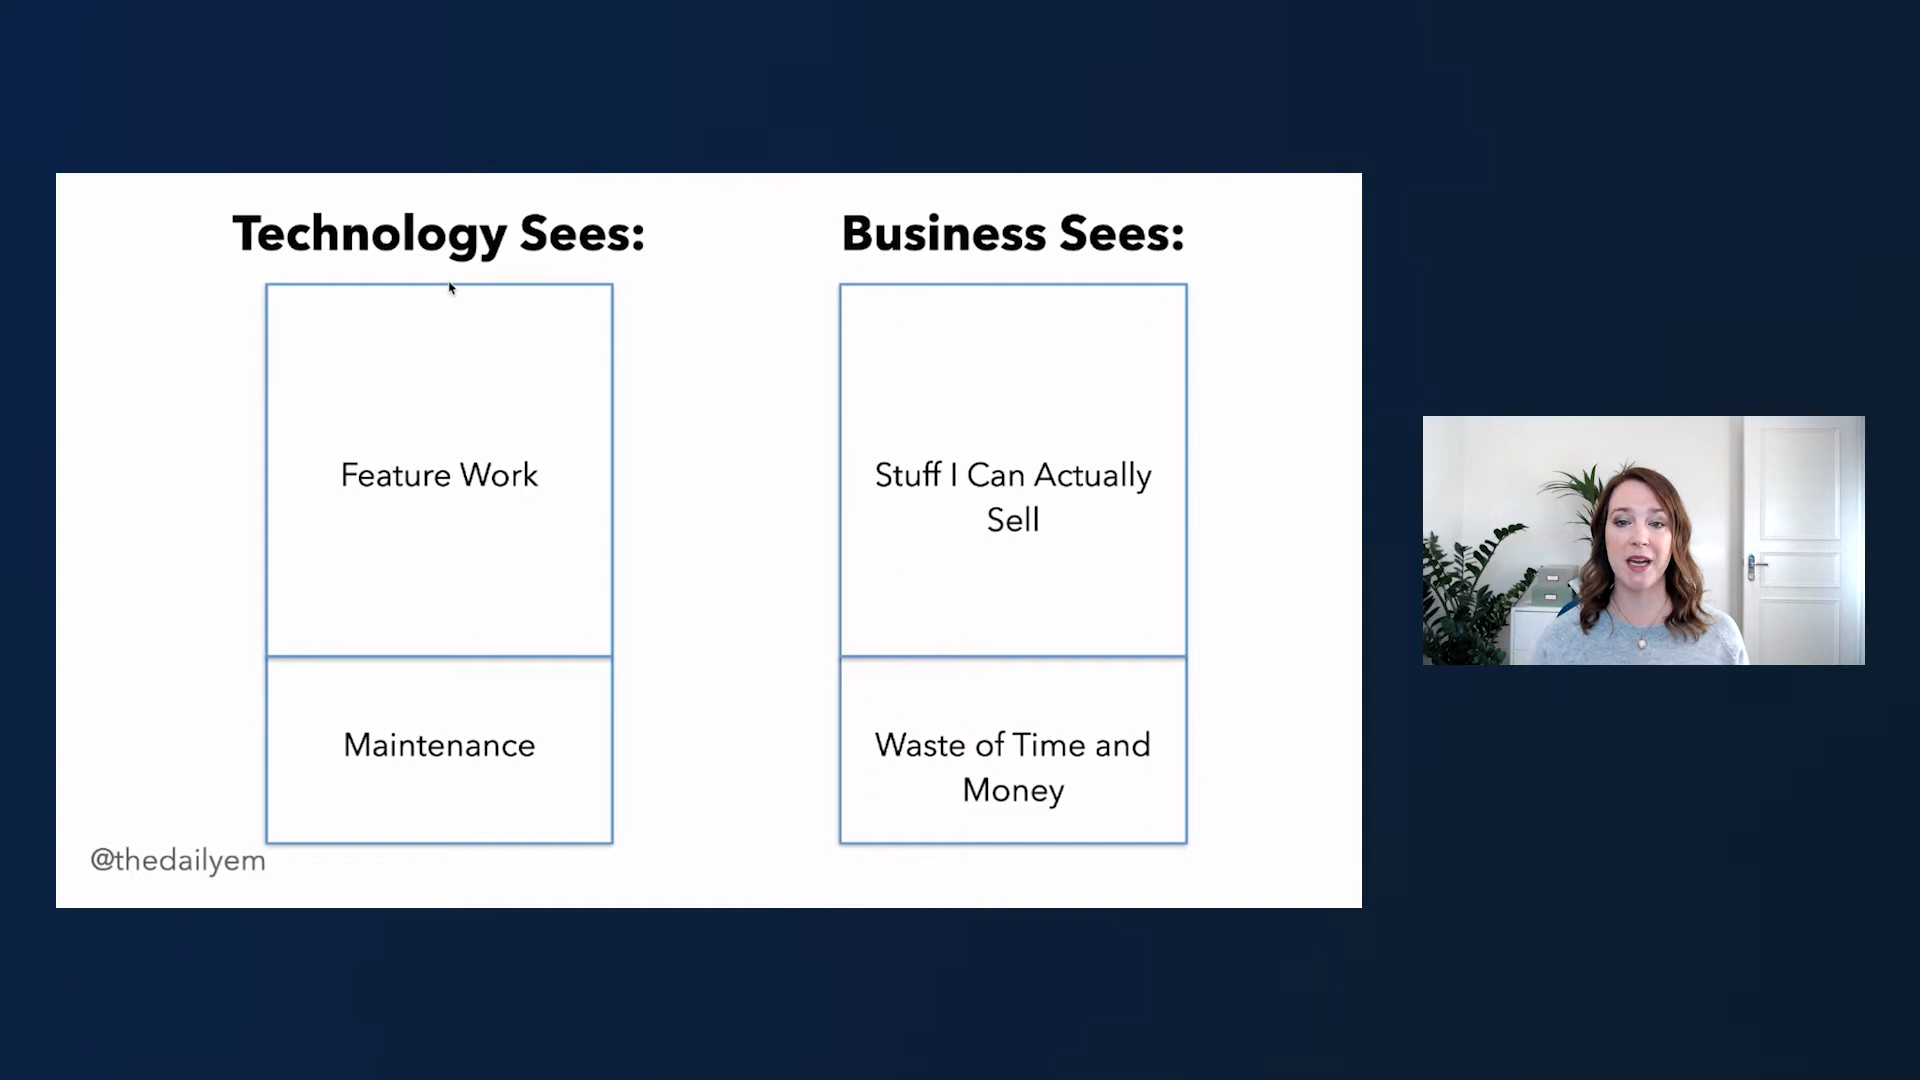 Technology Sees:
Feature Work
Maintenance
Business Sees:
Stuff I Can Actually
Sell
Waste of Time and
Money
@thedailyem